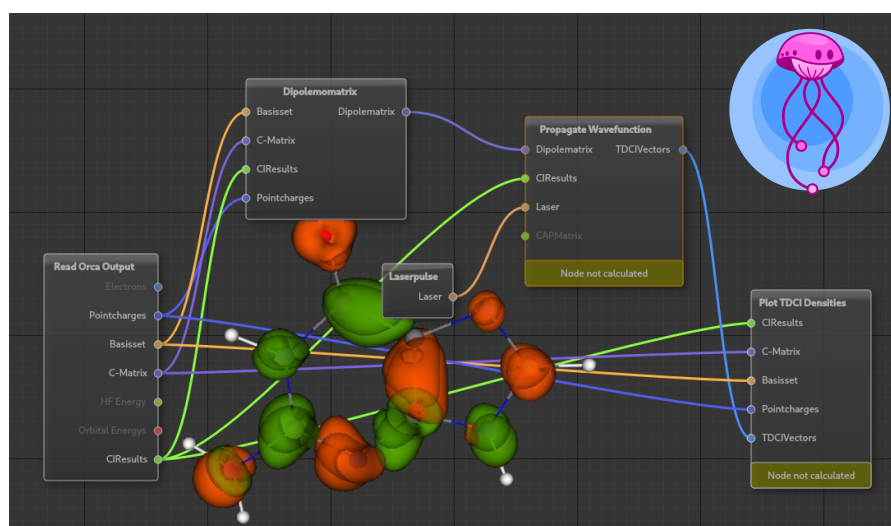 Dipolemomatrix
Basisset Dipolematrix
C-Matrix
CIResults
Pointcharges
Propagate Wavefunction
Dipolematrix TDCIVectors
CIResults
Laser
CAPMatrix
Node not calculated
Read Orca Output
Electrons
Pointcharges
Basisset
C-Matrix
HF Energy
Orbital Energys
CIResults
Laserpulse
Laser
Plot TDCI Densities
CIResults
C-Matrix
Basisset
Pointcharges
TDCIVectors
Node not calculated